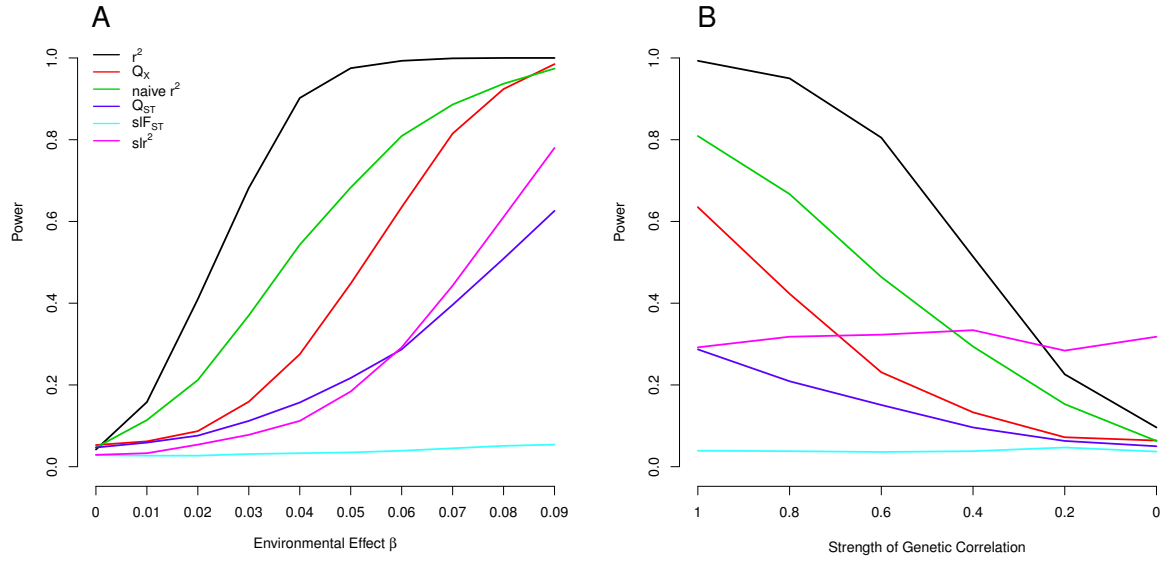 A
r²
Q_X
naive r²
Q_ST
slF_ST
slr²
Power
0.0
0.2
0.4
0.6
0.8
1.0
0 0.01 0.02 0.03 0.04 0.05 0.06 0.07 0.08 0.09
Environmental Effect β
B
Power
0.0
0.2
0.4
0.6
0.8
1.0
1 0.8 0.6 0.4 0.2 0
Strength of Genetic Correlation